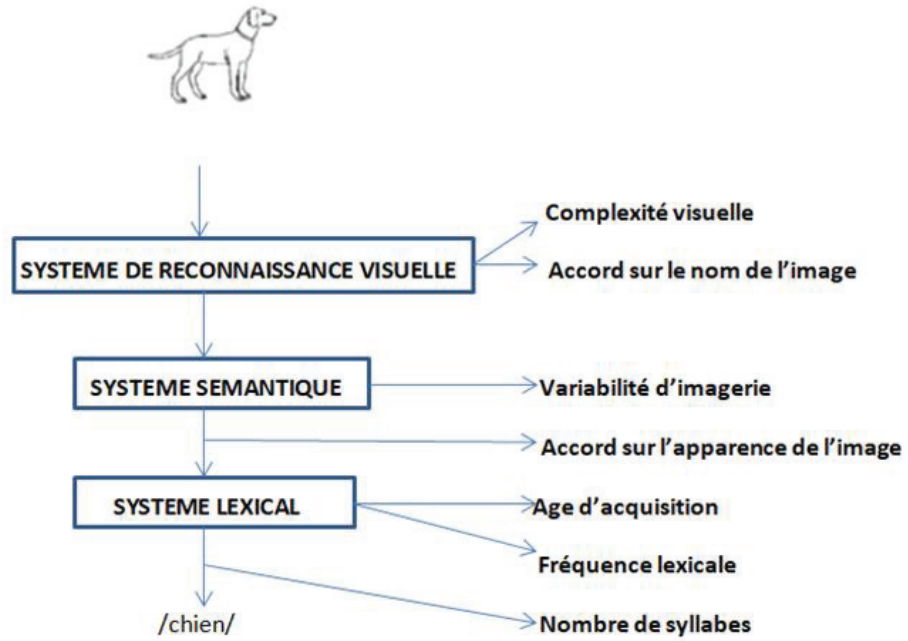 Complexité visuelle
SYSTEME DE RECONNAISSANCE VISUELLE
Accord sur le nom de l'image
SYSTEME SEMANTIQUE
Variabilité d'imagerie
Accord sur l'apparence de l'image
SYSTEME LEXICAL
Age d'acquisition
Fréquence lexicale
/chien/
Nombre de syllabes